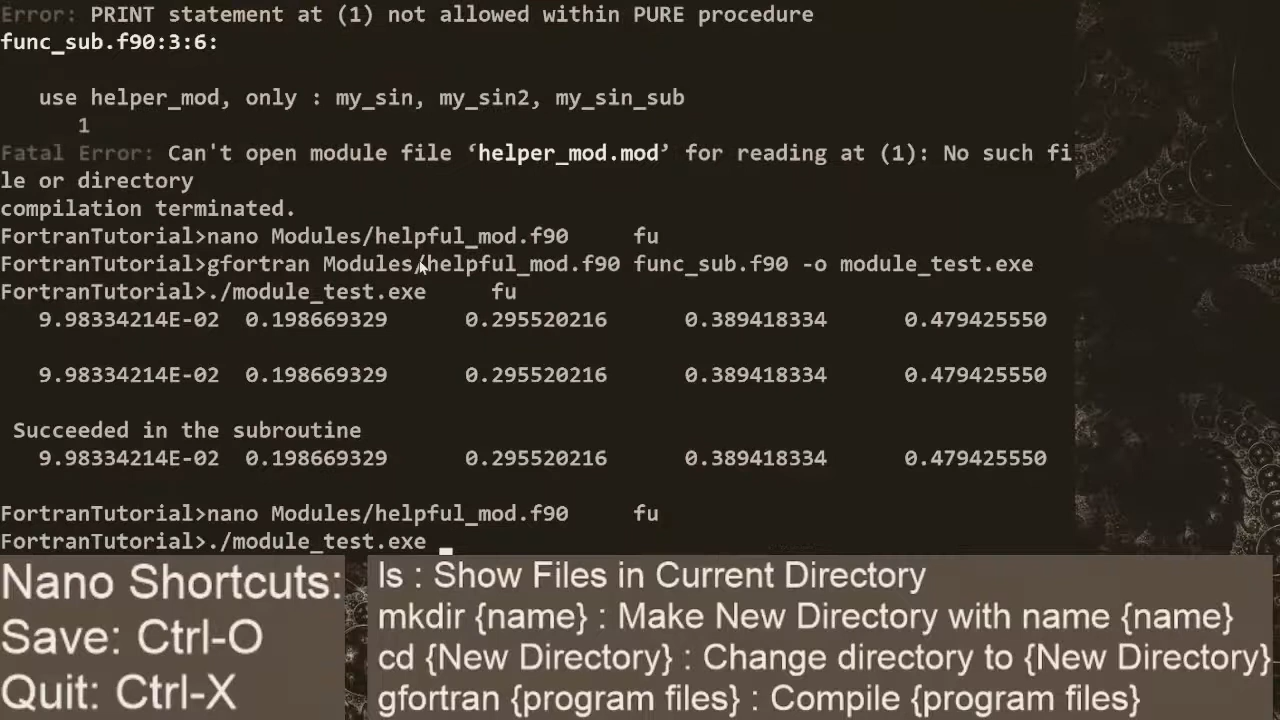 Error: PRINT statement at (1) not allowed within PURE procedure
func_sub.f90:3:6:
use helper_mod, only : my_sin, my_sin2, my_sin_sub
1
Fatal Error: Can't open module file ‘helper_mod.mod’ for reading at (1): No such fi
le or directory
compilation terminated.
FortranTutorial>nano Modules/helpful_mod.f90 fu
FortranTutorial>gfortran Modules/helpful_mod.f90 func_sub.f90 -o module_test.exe
FortranTutorial>./module_test.exe fu
9.98334214E-02 0.198669329 0.295520216 0.389418334 0.479425550
9.98334214E-02 0.198669329 0.295520216 0.389418334 0.479425550
Succeeded in the subroutine
9.98334214E-02 0.198669329 0.295520216 0.389418334 0.479425550
FortranTutorial>nano Modules/helpful_mod.f90 fu
FortranTutorial>./module_test.exe
Nano Shortcuts:
Save: Ctrl-O
Quit: Ctrl-X
ls : Show Files in Current Directory
mkdir {name} : Make New Directory with name {name}
cd {New Directory} : Change directory to {New Directory}
gfortran {program files} : Compile {program files}